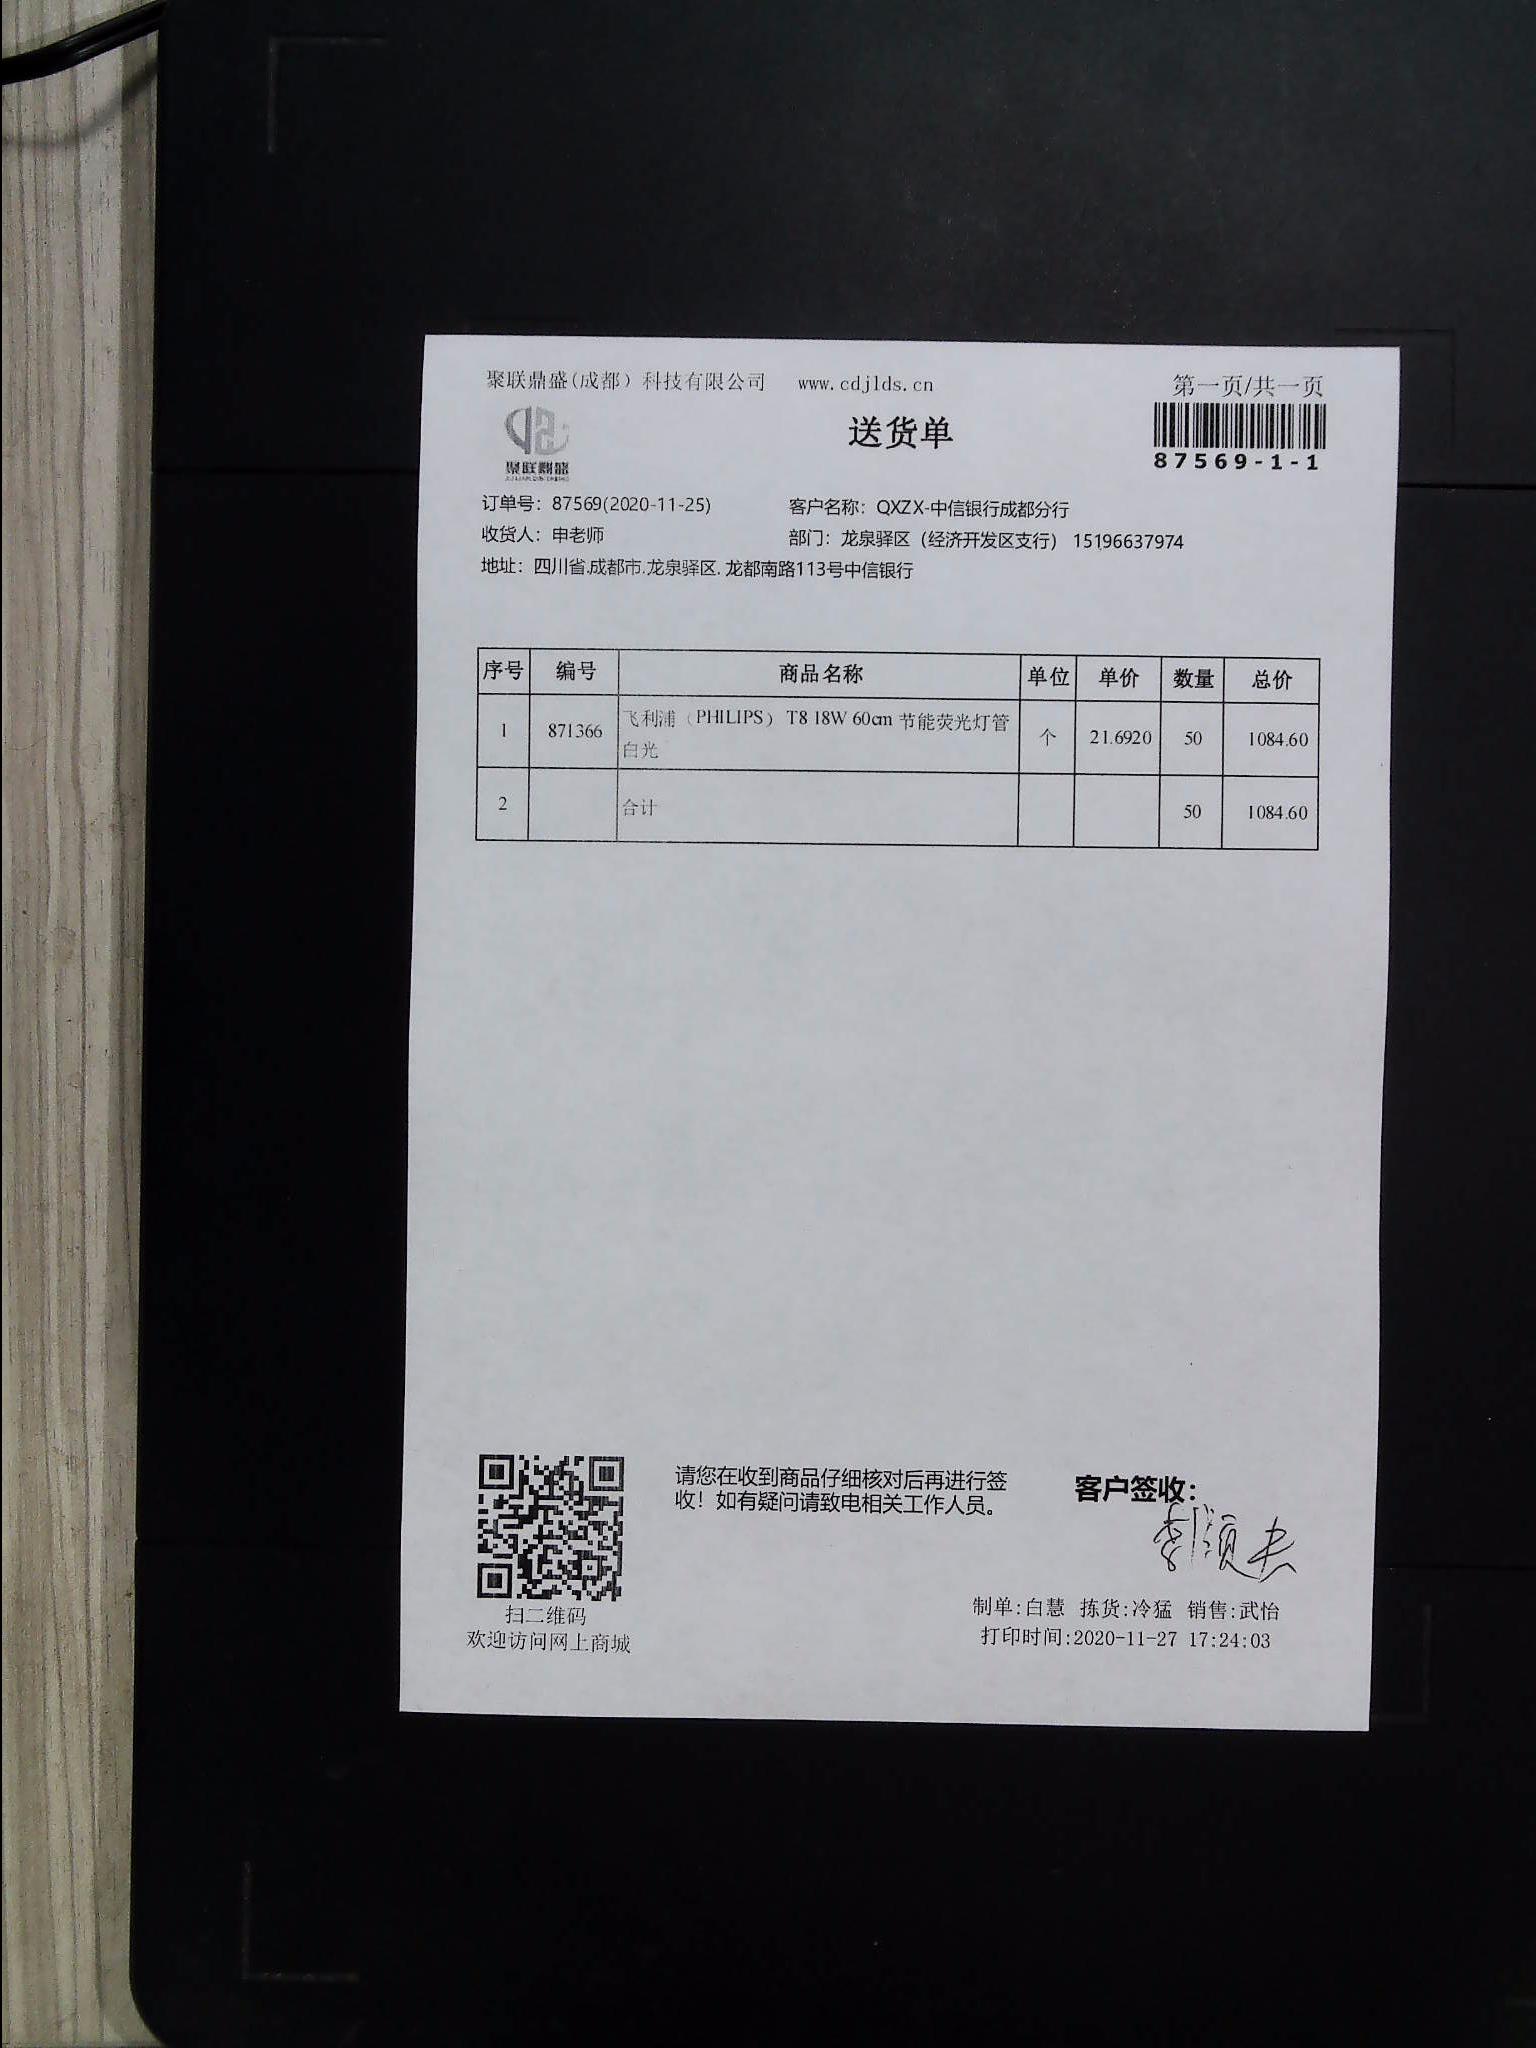 聚联鼎盛(成都)科技有限公司 www.cdjlds.cn
第一页/共一页
聚联鼎盛
送货单
87569-1-1
订单号：87569(2020-11-25) 客户名称：QXZX-中信银行成都分行
收货人：申老师 部门：龙泉驿区（经济开发区支行） 15196637974
地址：四川省.成都市.龙泉驿区.龙都南路113号中信银行
序号 编号 商品名称 单位 单价 数量 总价
1 871366 飞利浦（PHILIPS） T8 18W 60cm 节能荧光灯管 白光 个 21.6920 50 1084.60
2 合计 50 1084.60
请您在收到商品仔细核对后再进行签
收！如有疑问请致电相关工作人员。
客户签收：
扫二维码
欢迎访问网上商城
制单:白慧 拣货:冷猛 销售:武怡
打印时间:2020-11-27 17:24:03